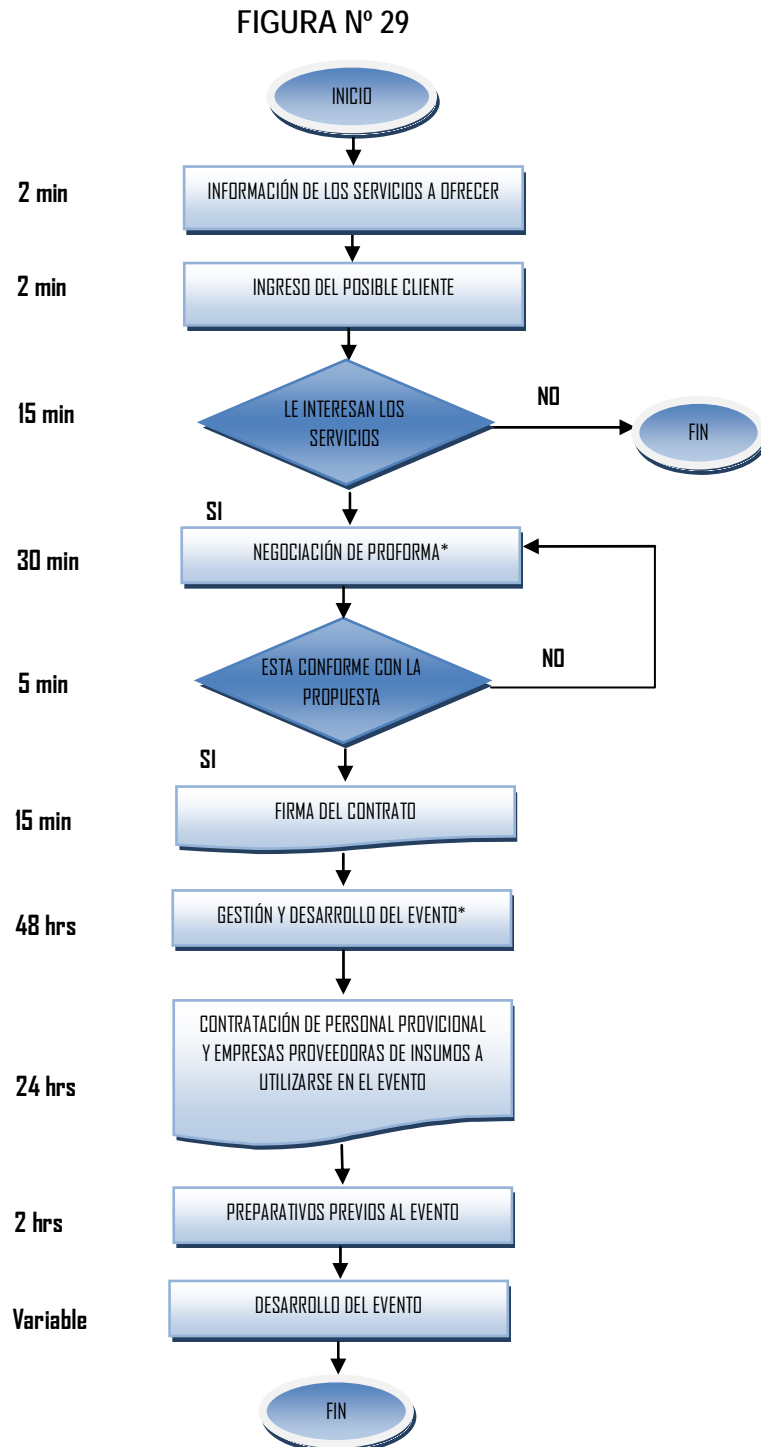 FIGURA Nº 29
INICIO
2 min
INFORMACIÓN DE LOS SERVICIOS A OFRECER
2 min
INGRESO DEL POSIBLE CLIENTE
15 min
LE INTERESAN LOS
SERVICIOS
NO
FIN
SI
30 min
NEGOCIACIÓN DE PROFORMA*
5 min
ESTA CONFORME CON LA
PROPUESTA
NO
SI
15 min
FIRMA DEL CONTRATO
48 hrs
GESTIÓN Y DESARROLLO DEL EVENTO*
24 hrs
CONTRATACIÓN DE PERSONAL PROVICIONAL
Y EMPRESAS PROVEEDORAS DE INSUMOS A
UTILIZARSE EN EL EVENTO
2 hrs
PREPARATIVOS PREVIOS AL EVENTO
Variable
DESARROLLO DEL EVENTO
FIN